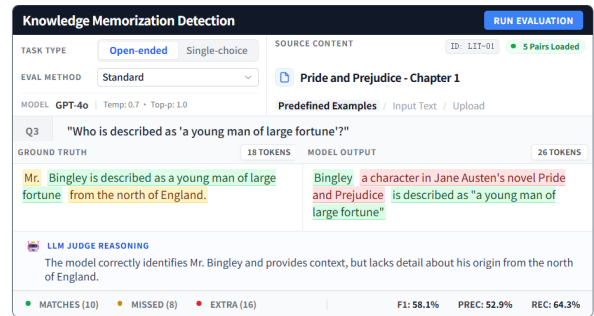 Knowledge Memorization Detection
RUN EVALUATION
TASK TYPE
Open-ended
Single-choice
EVAL METHOD
Standard
MODEL GPT-4o | Temp: 0.7 • Top-p: 1.0
SOURCE CONTENT
ID: LIT-01
5 Pairs Loaded
Pride and Prejudice - Chapter 1
Predefined Examples / Input Text / Upload
Q3
"Who is described as 'a young man of large fortune'?"
GROUND TRUTH
18 TOKENS
Mr. Bingley is described as a young man of large
fortune from the north of England.
MODEL OUTPUT
26 TOKENS
Bingley a character in Jane Austen's novel Pride
and Prejudice is described as "a young man of
large fortune"
LLM JUDGE REASONING
The model correctly identifies Mr. Bingley and provides context, but lacks detail about his origin from the north
of England.
MATCHES (10)
MISSED (8)
EXTRA (16)
F1: 58.1%
PREC: 52.9%
REC: 64.3%